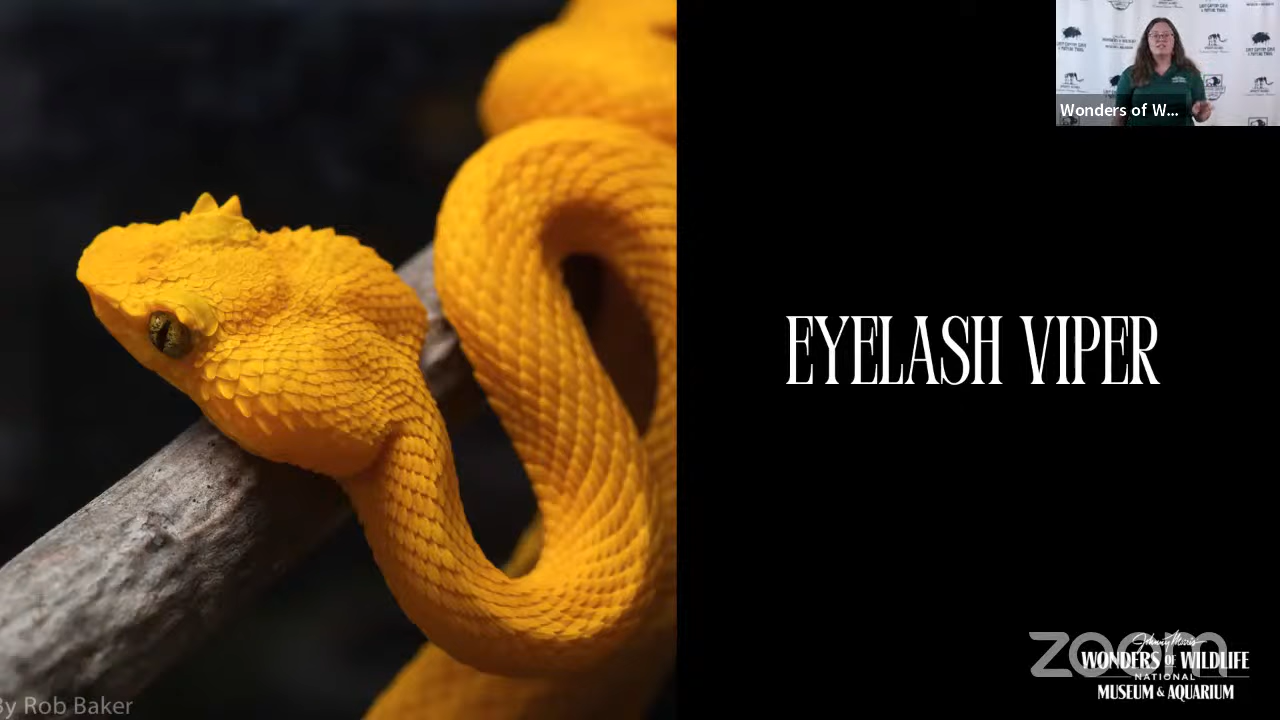 Wonders of W...
EYELASH VIPER
By Rob Baker
zoom
Johnny Morris
WONDERS OF WILDLIFE
NATIONAL
MUSEUM & AQUARIUM